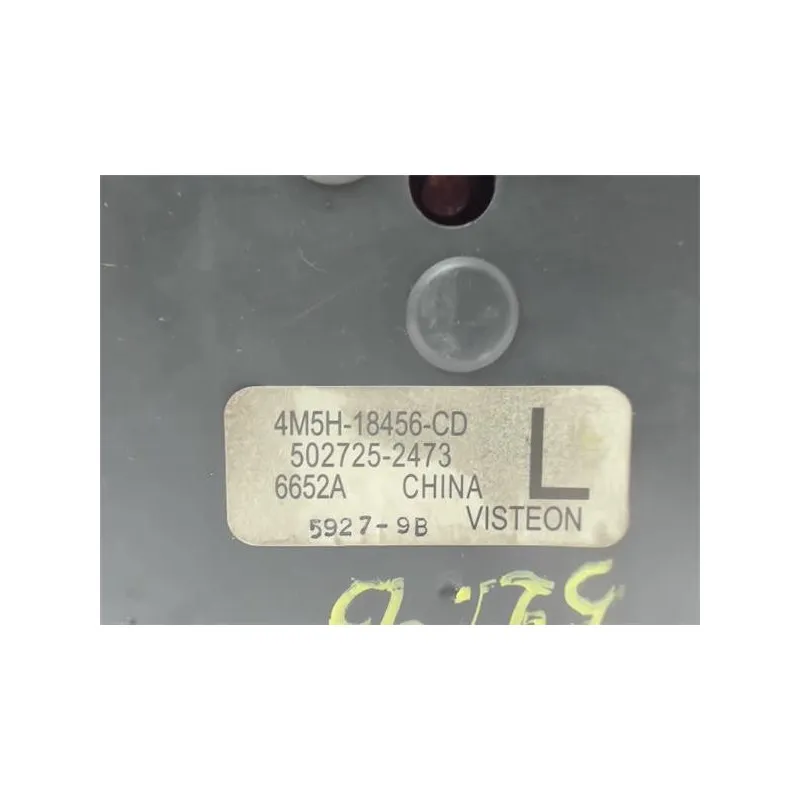 4M5H-18456-CD
502725-2473
6652A CHINA L
5927-9B VISTEON